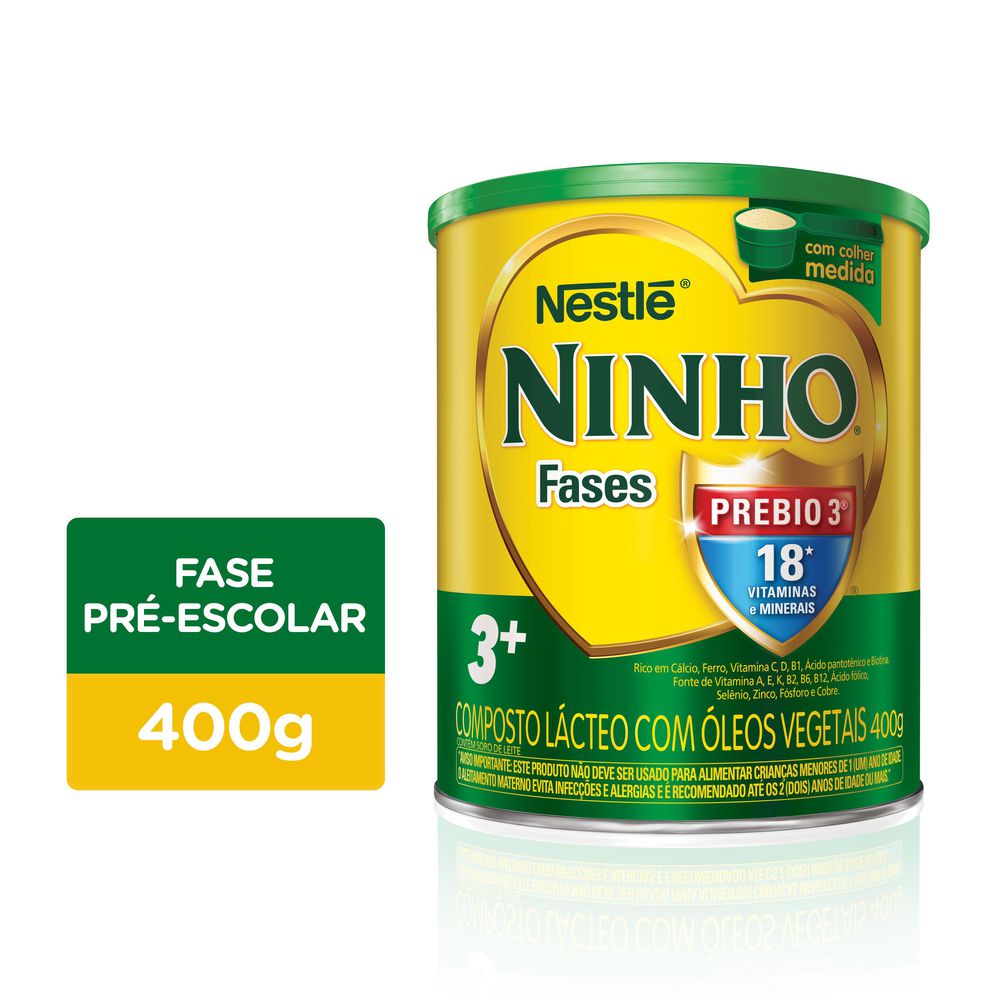 FASE
PRÉ-ESCOLAR
400g
com colher
medida
Nestlé®
NINHO®
Fases
PREBIO 3®
18*
VITAMINAS
e MINERAIS
®
3+
Rico em Cálcio, Ferro, Vitamina C, D, B1, Ácido pantotênico e Biotina.
Fonte de Vitamina A, E, K, B2, B6, B12, Ácido fólico,
Selênio, Zinco, Fósforo e Cobre.
COMPOSTO LÁCTEO COM ÓLEOS VEGETAIS 400g
CONTÉM SORO DE LEITE
"AVISO IMPORTANTE: ESTE PRODUTO NÃO DEVE SER USADO PARA ALIMENTAR CRIANÇAS MENORES DE 1 (UM) ANO DE IDADE
O ALEITAMENTO MATERNO EVITA INFECÇÕES E ALERGIAS E É RECOMENDADO ATÉ OS 2 (DOIS) ANOS DE IDADE OU MAIS."